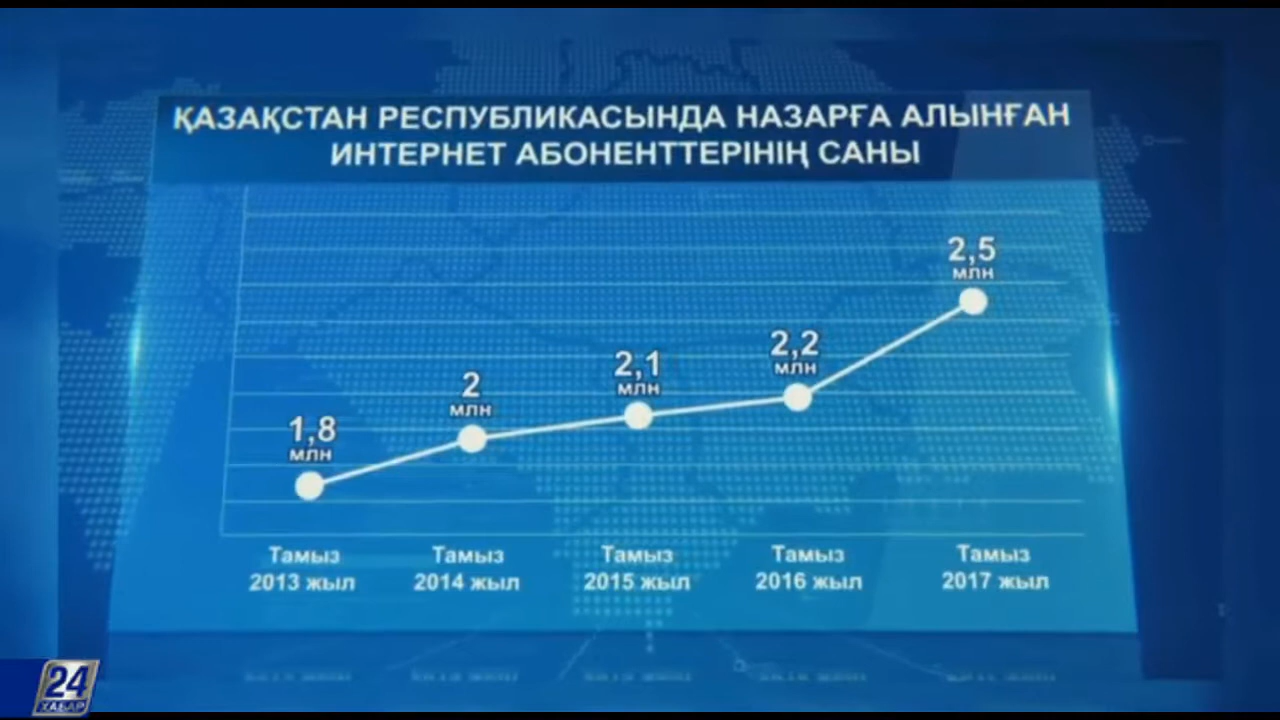 ҚАЗАҚСТАН РЕСПУБЛИКАСЫНДА НАЗАРҒА АЛЫНҒАН
ИНТЕРНЕТ АБОНЕНТТЕРІНІҢ САНЫ
1,8
млн
2
млн
2,1
млн
2,2
млн
2,5
млн
Тамыз
2013 жыл
Тамыз
2014 жыл
Тамыз
2015 жыл
Тамыз
2016 жыл
Тамыз
2017 жыл
24
ХАБАР